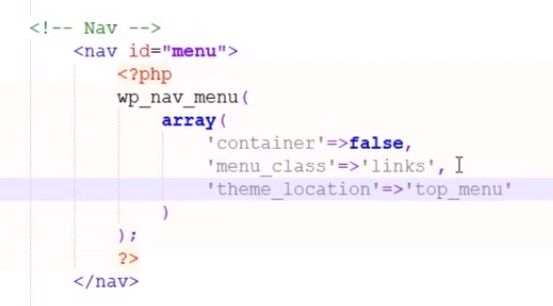 <!-- Nav -->
<nav id="menu">
<?php
wp_nav_menu(
array(
'container'=>false,
'menu_class'=>'links',
'theme_location'=>'top_menu'
)
);
?>
</nav>